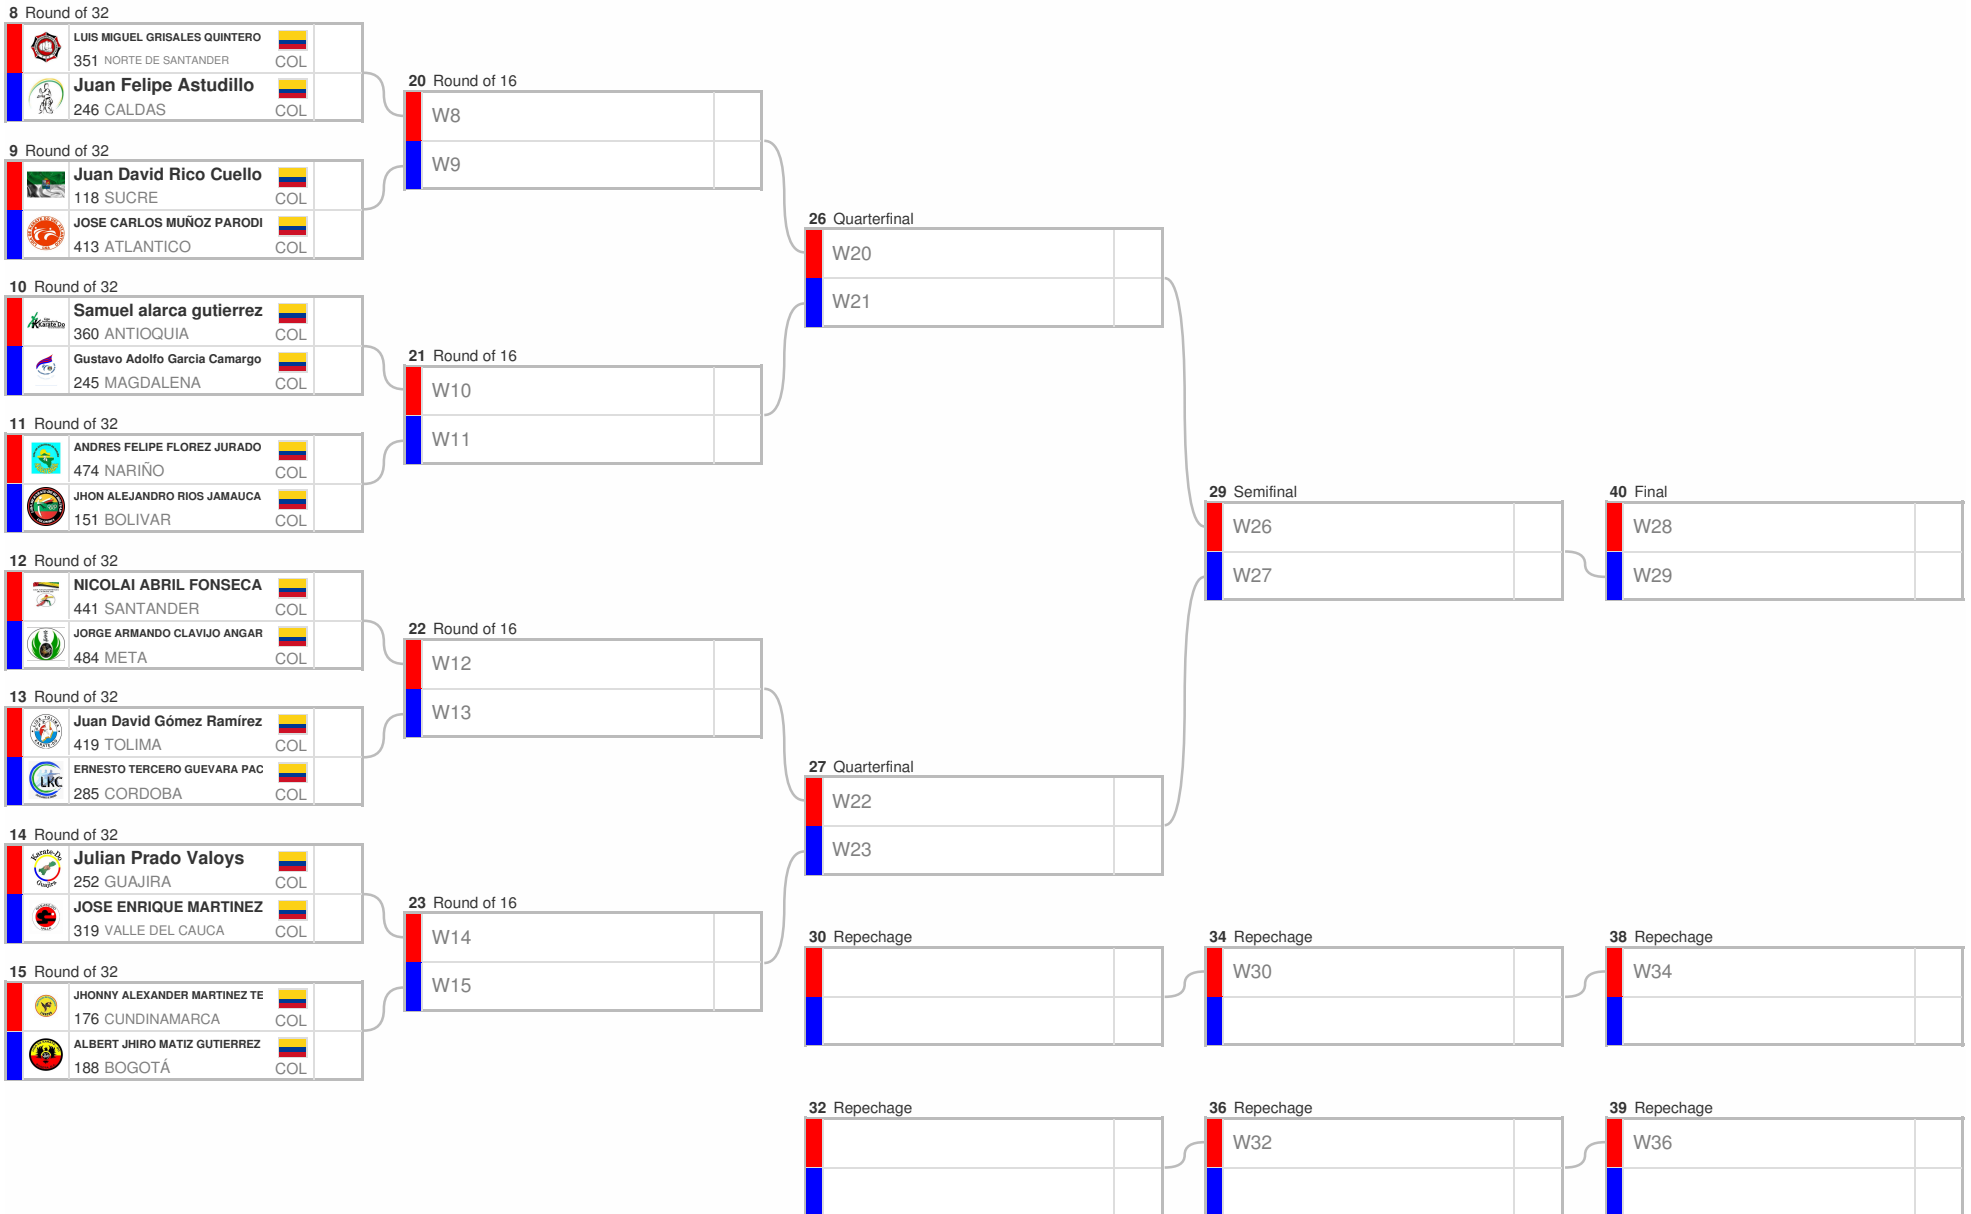 8 Round of 32
LUIS MIGUEL GRISALES QUINTERO
351 NORTE DE SANTANDER COL
Juan Felipe Astudillo
246 CALDAS COL
9 Round of 32
Juan David Rico Cuello
118 SUCRE COL
JOSE CARLOS MUÑOZ PARODI
413 ATLANTICO COL
10 Round of 32
Samuel alarca gutierrez
360 ANTIOQUIA COL
Gustavo Adolfo Garcia Camargo
245 MAGDALENA COL
11 Round of 32
ANDRES FELIPE FLOREZ JURADO
474 NARIÑO COL
JHON ALEJANDRO RIOS JAMAUCA
151 BOLIVAR COL
12 Round of 32
NICOLAI ABRIL FONSECA
441 SANTANDER COL
JORGE ARMANDO CLAVIJO ANGAR
484 META COL
13 Round of 32
Juan David Gómez Ramírez
419 TOLIMA COL
ERNESTO TERCERO GUEVARA PAC
LKC
285 CORDOBA COL
14 Round of 32
Karate-Do
Guajira
Julian Prado Valoys
252 GUAJIRA COL
JOSE ENRIQUE MARTINEZ
319 VALLE DEL CAUCA COL
15 Round of 32
JHONNY ALEXANDER MARTINEZ TE
176 CUNDINAMARCA COL
ALBERT JHIRO MATIZ GUTIERREZ
188 BOGOTÁ COL
20 Round of 16
W8
W9
21 Round of 16
W10
W11
22 Round of 16
W12
W13
23 Round of 16
W14
W15
26 Quarterfinal
W20
W21
27 Quarterfinal
W22
W23
29 Semifinal
W26
W27
40 Final
W28
W29
30 Repechage
34 Repechage
W30
38 Repechage
W34
32 Repechage
36 Repechage
W32
39 Repechage
W36